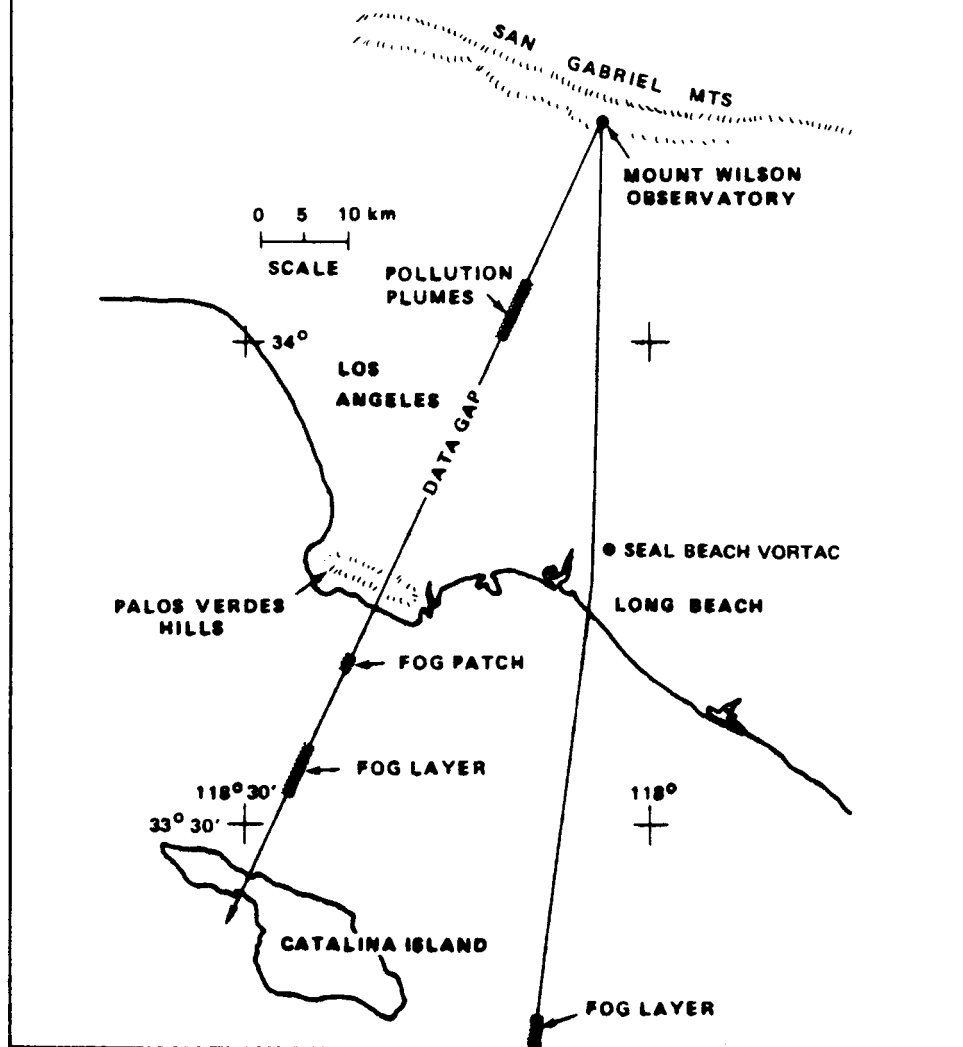 SAN GABRIEL MTS
MOUNT WILSON
OBSERVATORY
0 5 10 km
SCALE
POLLUTION
PLUMES
34°
LOS
ANGELES
DATA GAP
SEAL BEACH VORTAC
PALOS VERDES
HILLS
LONG BEACH
FOG PATCH
FOG LAYER
118° 30'
118°
33° 30'
CATALINA ISLAND
FOG LAYER